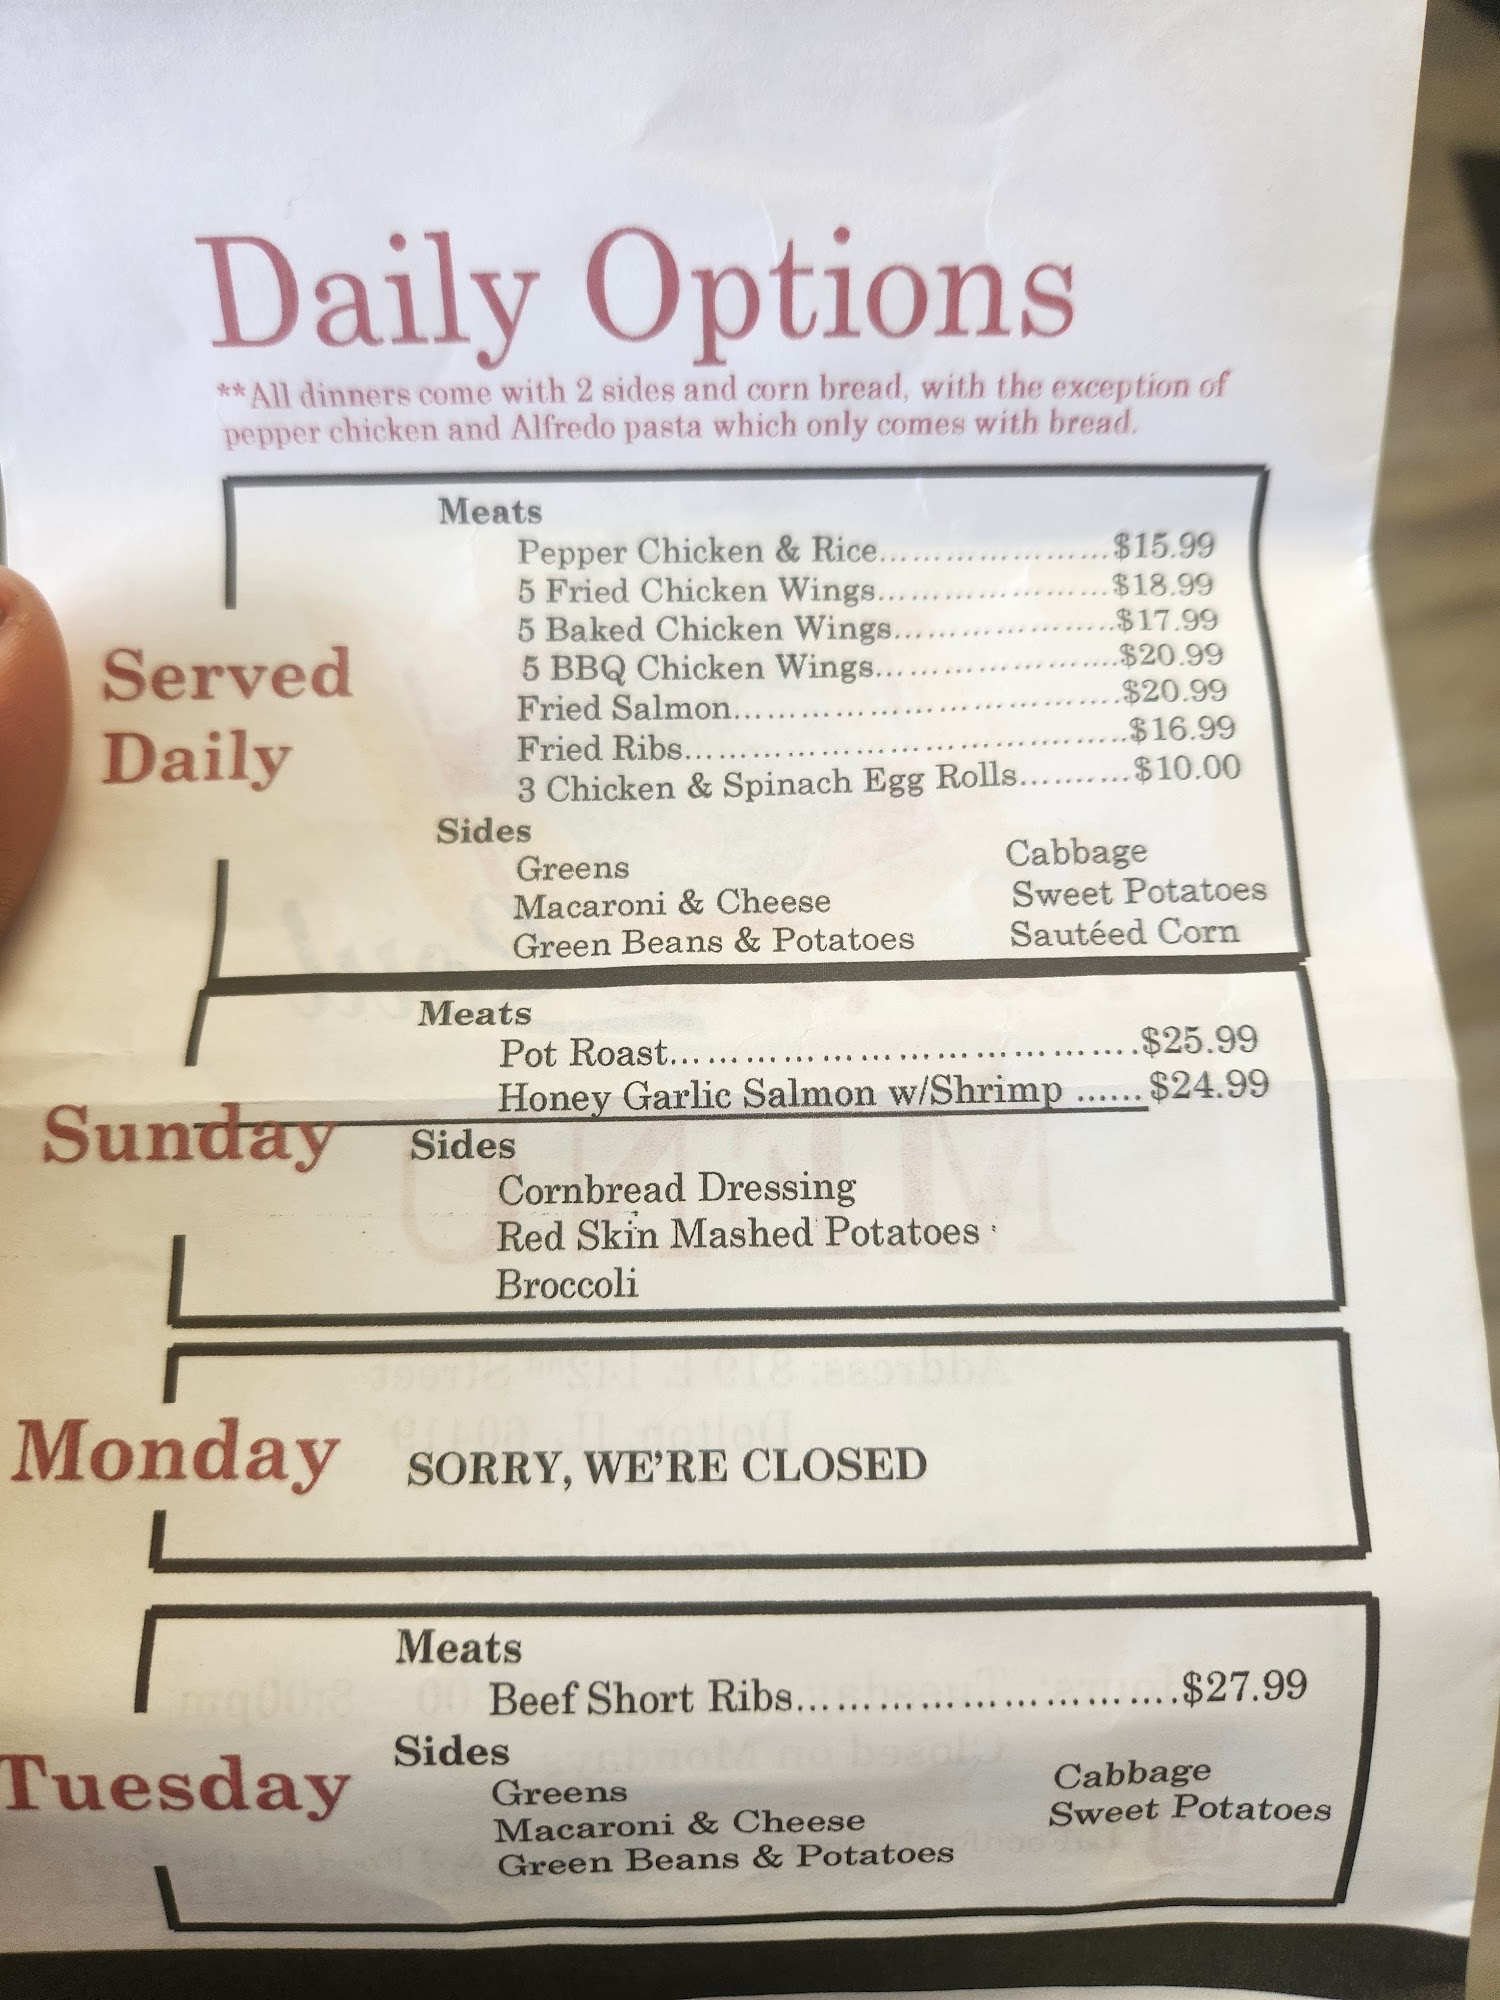 Daily Options
**All dinners come with 2 sides and corn bread, with the exception of
pepper chicken and Alfredo pasta which only comes with bread.
Served
Daily
Meats
Pepper Chicken & Rice.......................$15.99
5 Fried Chicken Wings.......................$18.99
5 Baked Chicken Wings.......................$17.99
5 BBQ Chicken Wings.........................$20.99
Fried Salmon........................................$20.99
Fried Ribs.............................................$16.99
3 Chicken & Spinach Egg Rolls...........$10.00
Sides
Greens
Macaroni & Cheese
Green Beans & Potatoes
Cabbage
Sweet Potatoes
Sautéed Corn
Sunday
Meats
Pot Roast............................................$25.99
Honey Garlic Salmon w/Shrimp ......$24.99
Sides
Cornbread Dressing
Red Skin Mashed Potatoes
Broccoli
Monday
SORRY, WE'RE CLOSED
Tuesday
Meats
Beef Short Ribs..................................$27.99
Sides
Greens
Macaroni & Cheese
Green Beans & Potatoes
Cabbage
Sweet Potatoes